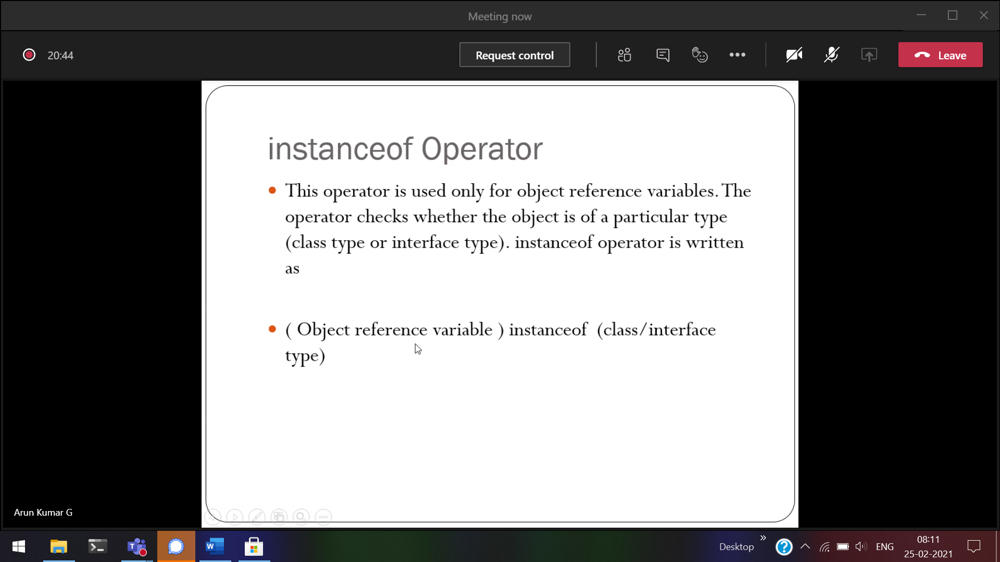 Meeting now
20:44
Request control
Leave
instanceof Operator
This operator is used only for object reference variables. The
operator checks whether the object is of a particular type
(class type or interface type). instanceof operator is written
as
( Object reference variable ) instanceof (class/interface
type)
Arun Kumar G
Desktop
ENG
08:11
25-02-2021